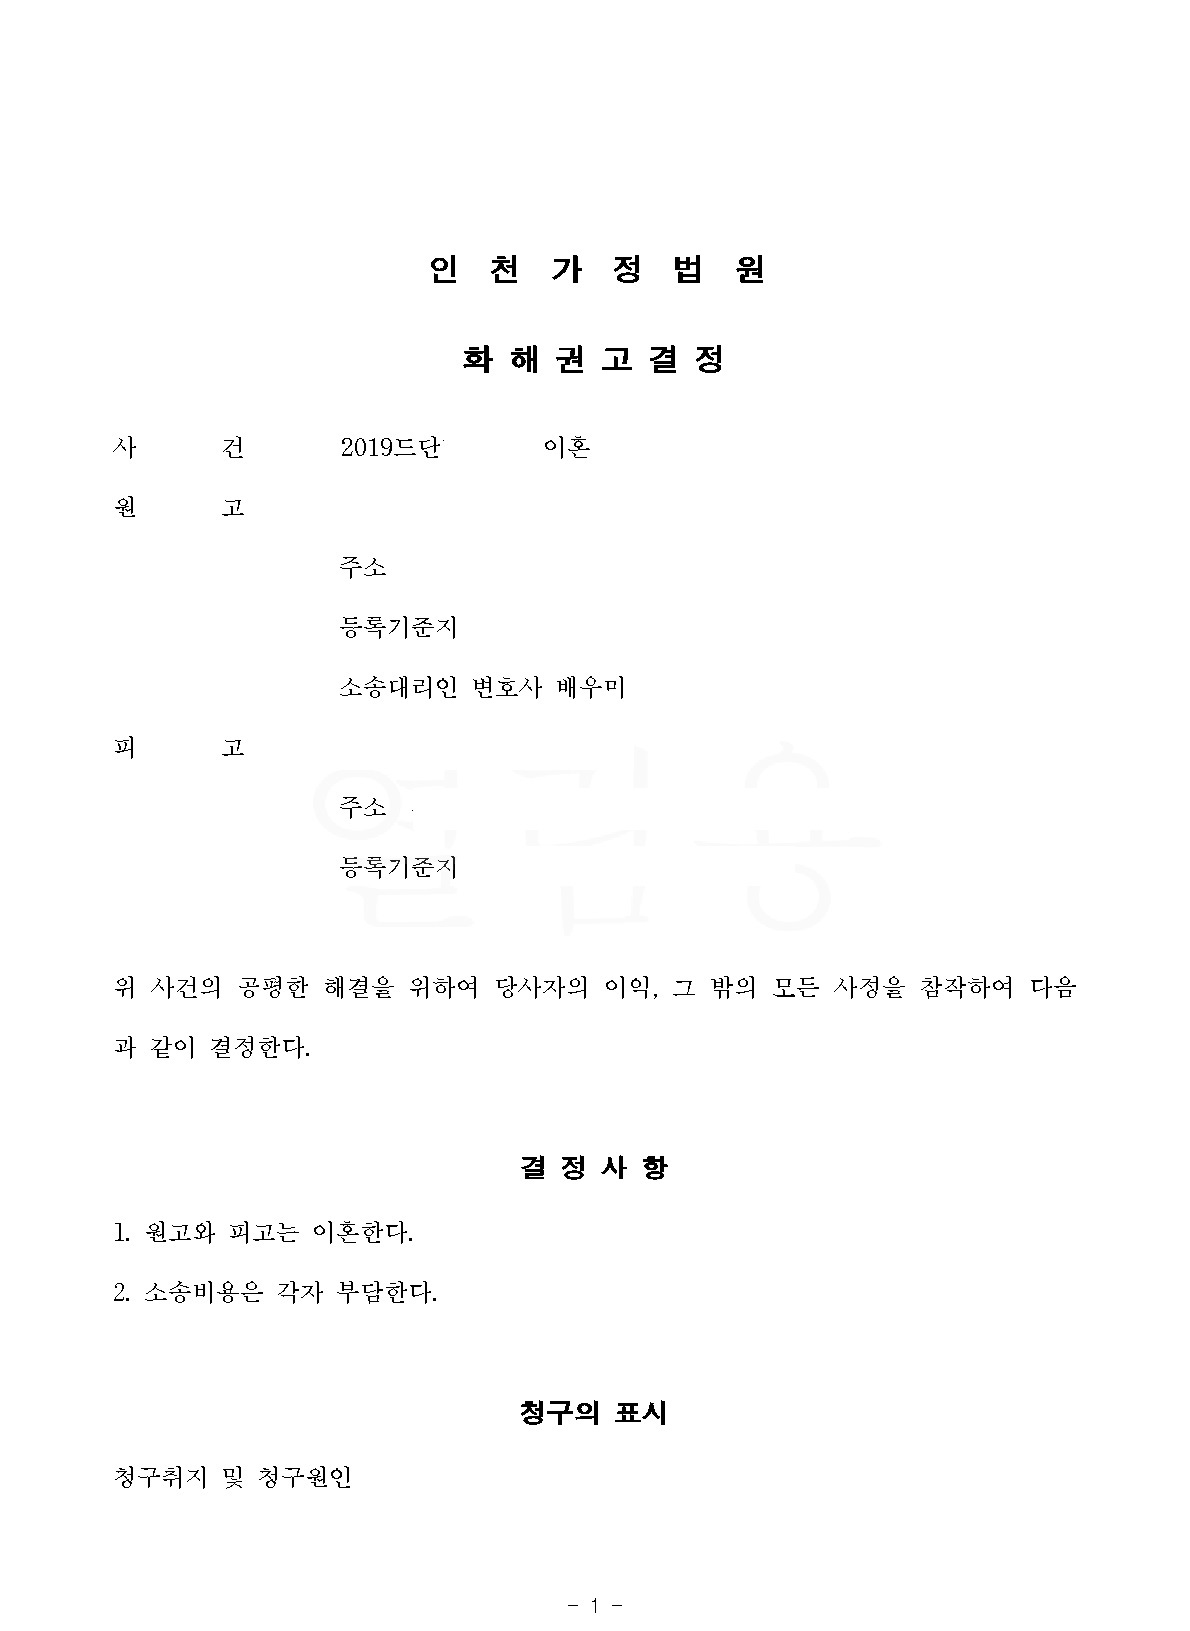 인 천 가 정 법 원
화 해 권 고 결 정
사 건 2019드단 이혼
원 고
주소
등록기준지
소송대리인 변호사 배우미
피 고
주소
등록기준지
열람용
위 사건의 공평한 해결을 위하여 당사자의 이익, 그 밖의 모든 사정을 참작하여 다음
과 같이 결정한다.
결 정 사 항
1. 원고와 피고는 이혼한다.
2. 소송비용은 각자 부담한다.
청구의 표시
청구취지 및 청구원인
- 1 -